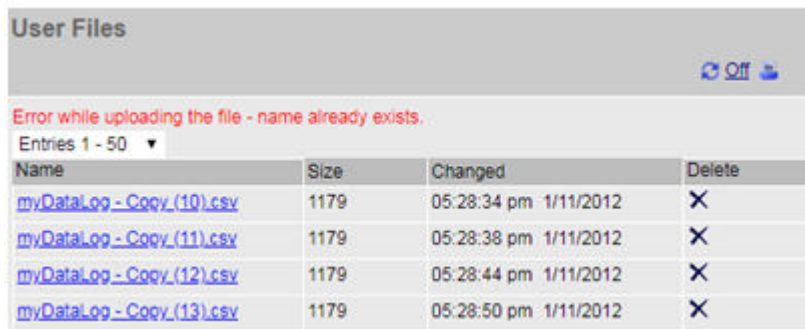 User Files
Off
Error while uploading the file - name already exists.
Entries 1 - 50
Name Size Changed Delete
myDataLog - Copy (10).csv 1179 05:28:34 pm 1/11/2012
myDataLog - Copy (11).csv 1179 05:28:38 pm 1/11/2012
myDataLog - Copy (12).csv 1179 05:28:44 pm 1/11/2012
myDataLog - Copy (13).csv 1179 05:28:50 pm 1/11/2012